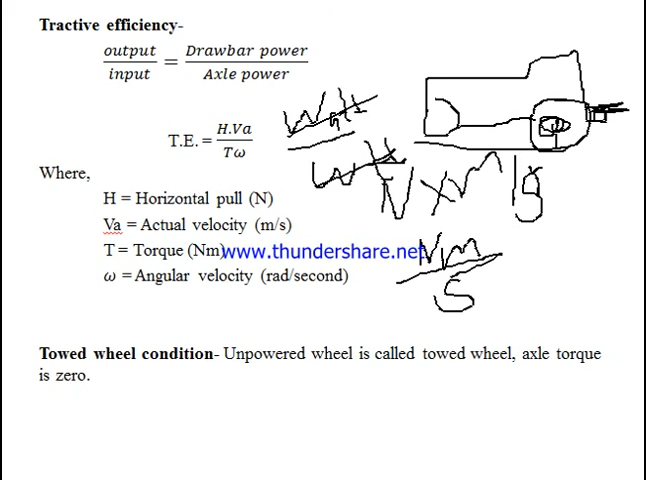 Tractive efficiency-
output / input = Drawbar power / Axle power
T.E. = H.Va / Tω
Where,
H = Horizontal pull (N)
Va = Actual velocity (m/s)
T = Torque (Nm)
www.thundershare.net
ω = Angular velocity (rad/second)
N×m/s
Nm
s
Towed wheel condition- Unpowered wheel is called towed wheel, axle torque
is zero.